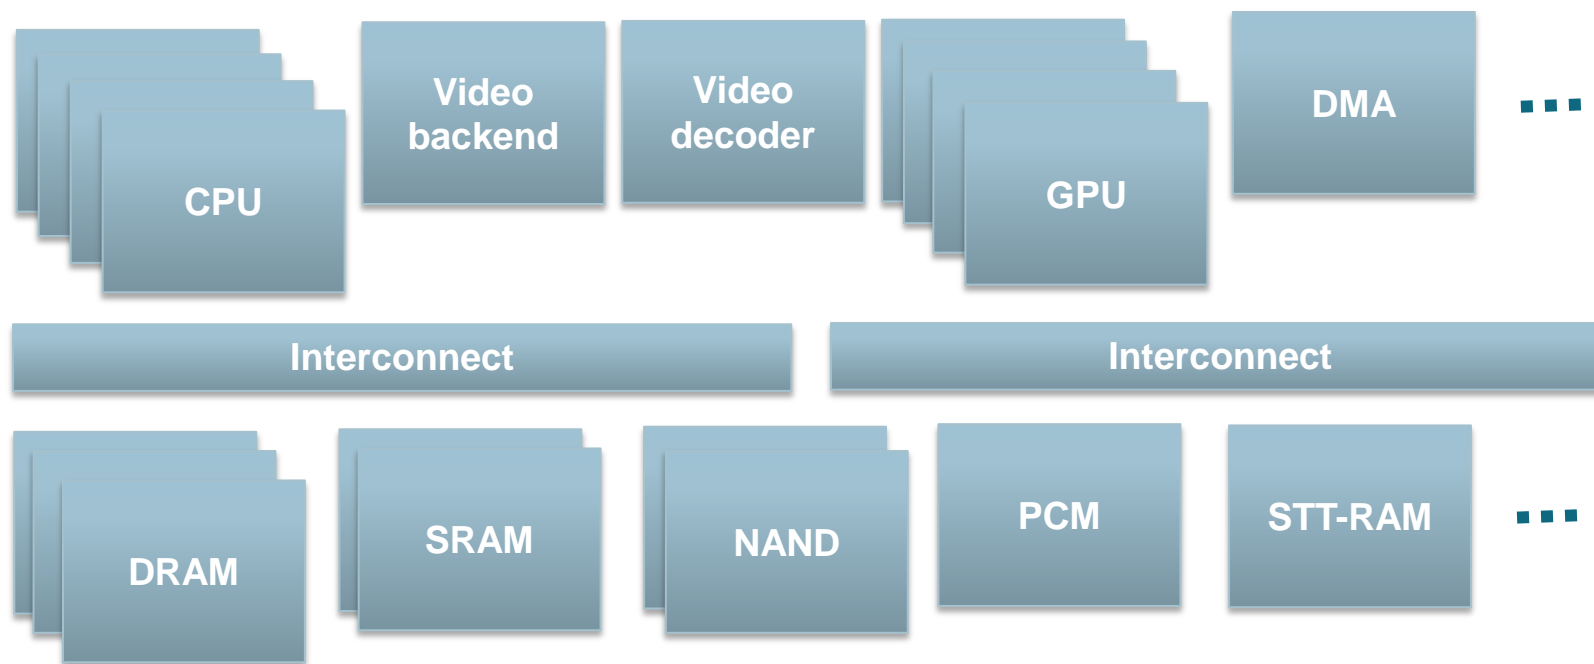 CPU
Video
backend
Video
decoder
GPU
DMA
Interconnect
Interconnect
DRAM
SRAM
NAND
PCM
STT-RAM